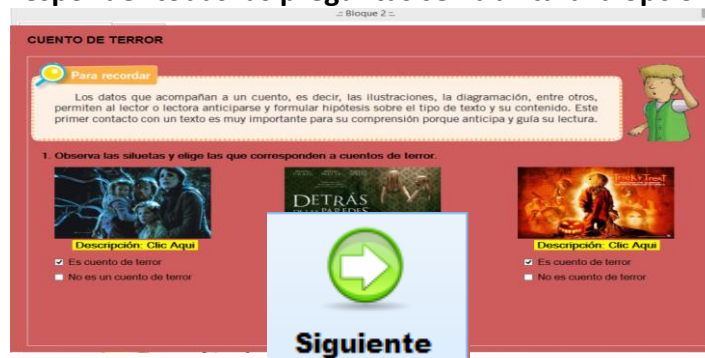 .:: Bloque 2 ::.
CUENTO DE TERROR
Para recordar
Los datos que acompañan a un cuento, es decir, las ilustraciones, la diagramación, entre otros,
permiten al lector o lectora anticiparse y formular hipótesis sobre el tipo de texto y su contenido. Este
primer contacto con un texto es muy importante para su comprensión porque anticipa y guía su lectura.
1. Observa las siluetas y elige las que corresponden a cuentos de terror.
DETRÁS
PAREDES
Trick r Treat
Descripción: Clic Aqui
Descripción: Clic Aqui
Es cuento de terror
Es cuento de terror
No es un cuento de terror
No es cuento de terror
Siguiente